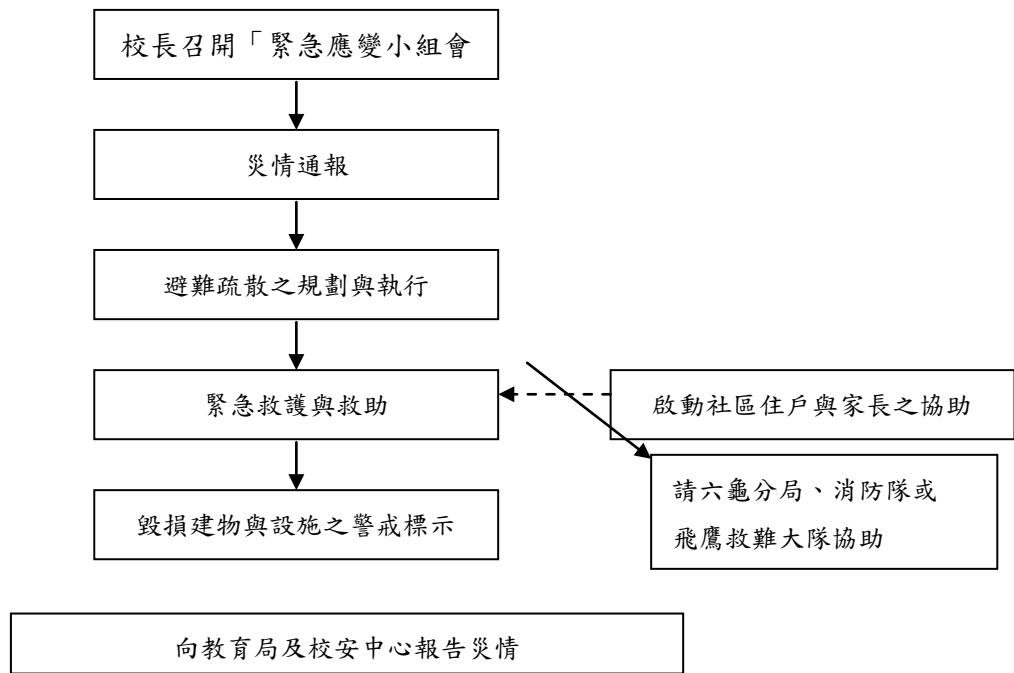 校長召開「緊急應變小組會
災情通報
避難疏散之規劃與執行
緊急救護與救助
啟動社區住戶與家長之協助
請六龜分局、消防隊或
飛鷹救難大隊協助
毀損建物與設施之警戒標示
向教育局及校安中心報告災情